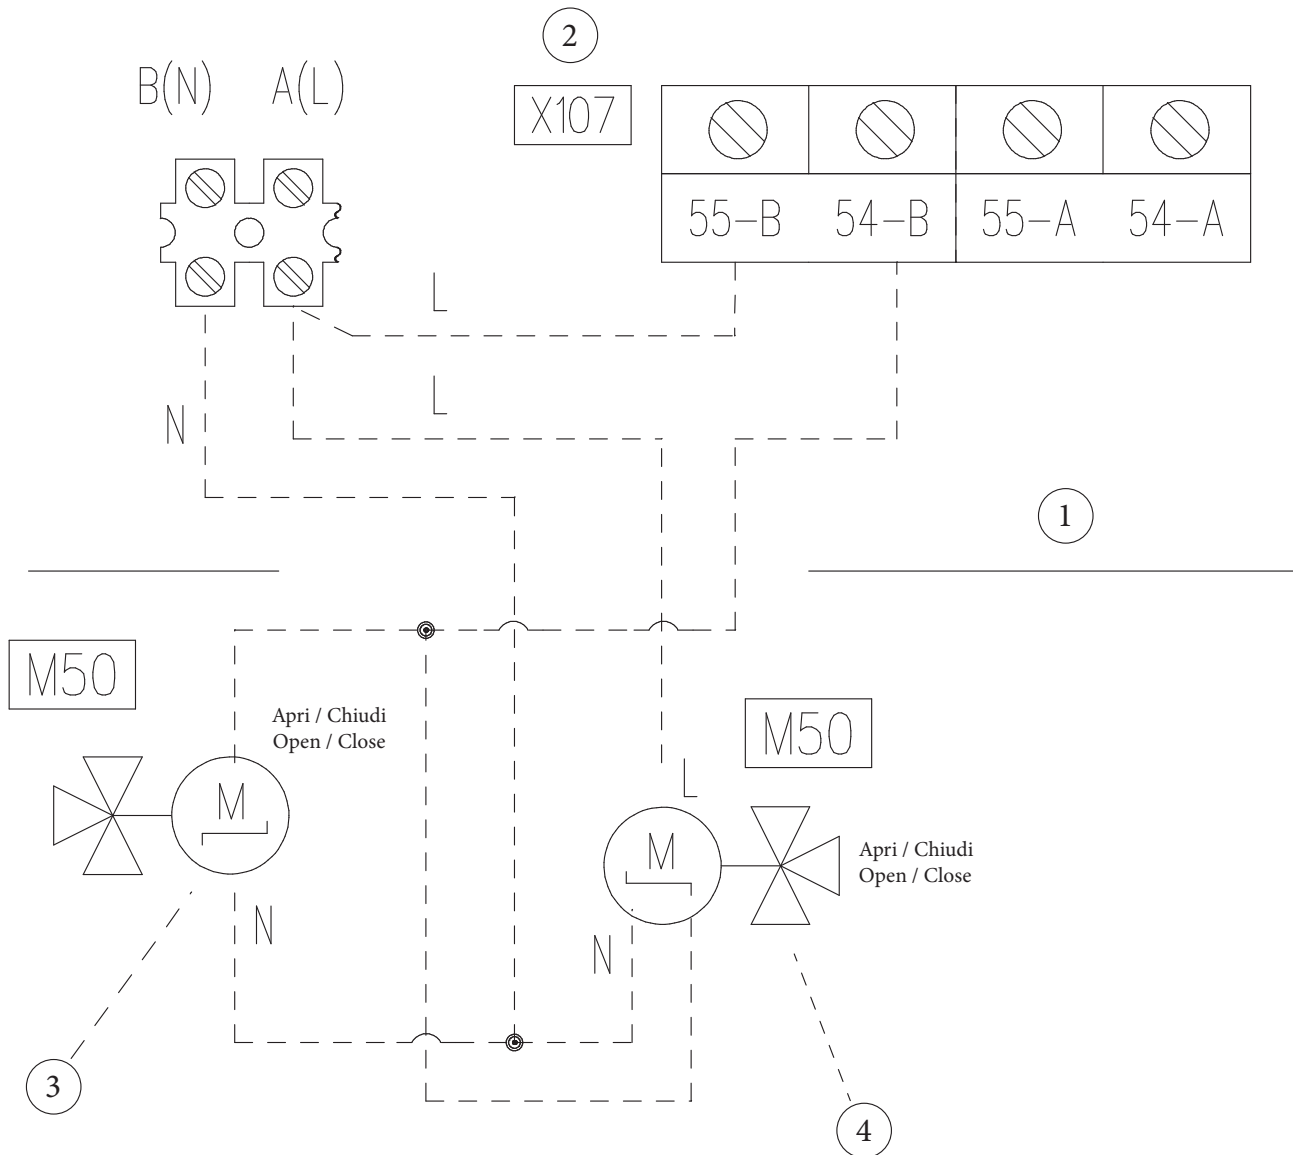 2
B(N) A(L)
X107
55-B 54-B 55-A 54-A
L
L
N
1
M50
Apri / Chiudi
Open / Close
M50
M
L
M
Apri / Chiudi
Open / Close
N
N
3
4